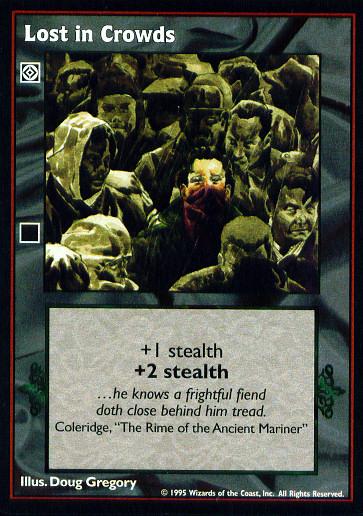 Lost in Crowds
+1 stealth
+2 stealth
...he knows a frightful fiend
doth close behind him tread.
Coleridge, "The Rime of the Ancient Mariner"
Illus. Doug Gregory
© 1995 Wizards of the Coast, Inc. All Rights Reserved.